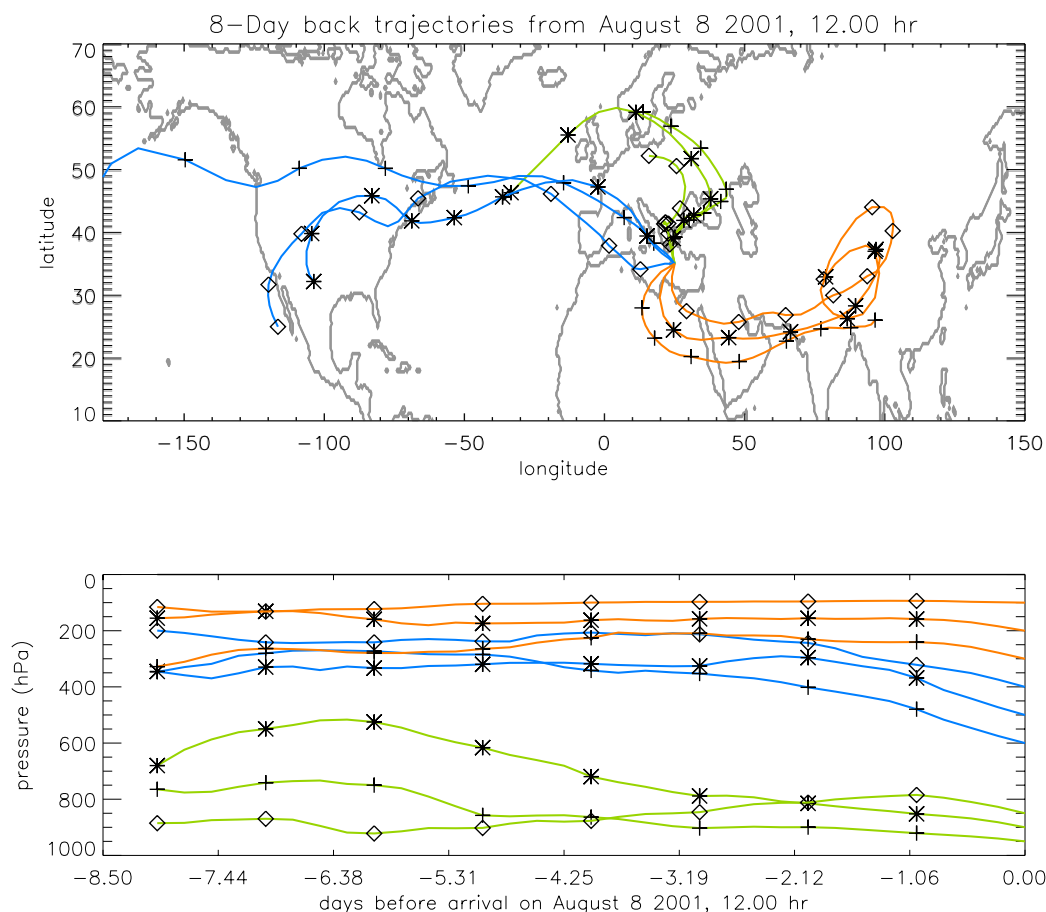 8-Day back trajectories from August 8 2001, 12.00 hr
70
60
50
40
30
20
10
latitude
-150 -100 -50 0 50 100 150
longitude
0
200
400
600
800
1000
pressure (hPa)
-8.50 -7.44 -6.38 -5.31 -4.25 -3.19 -2.12 -1.06 0.00
days before arrival on August 8 2001, 12.00 hr